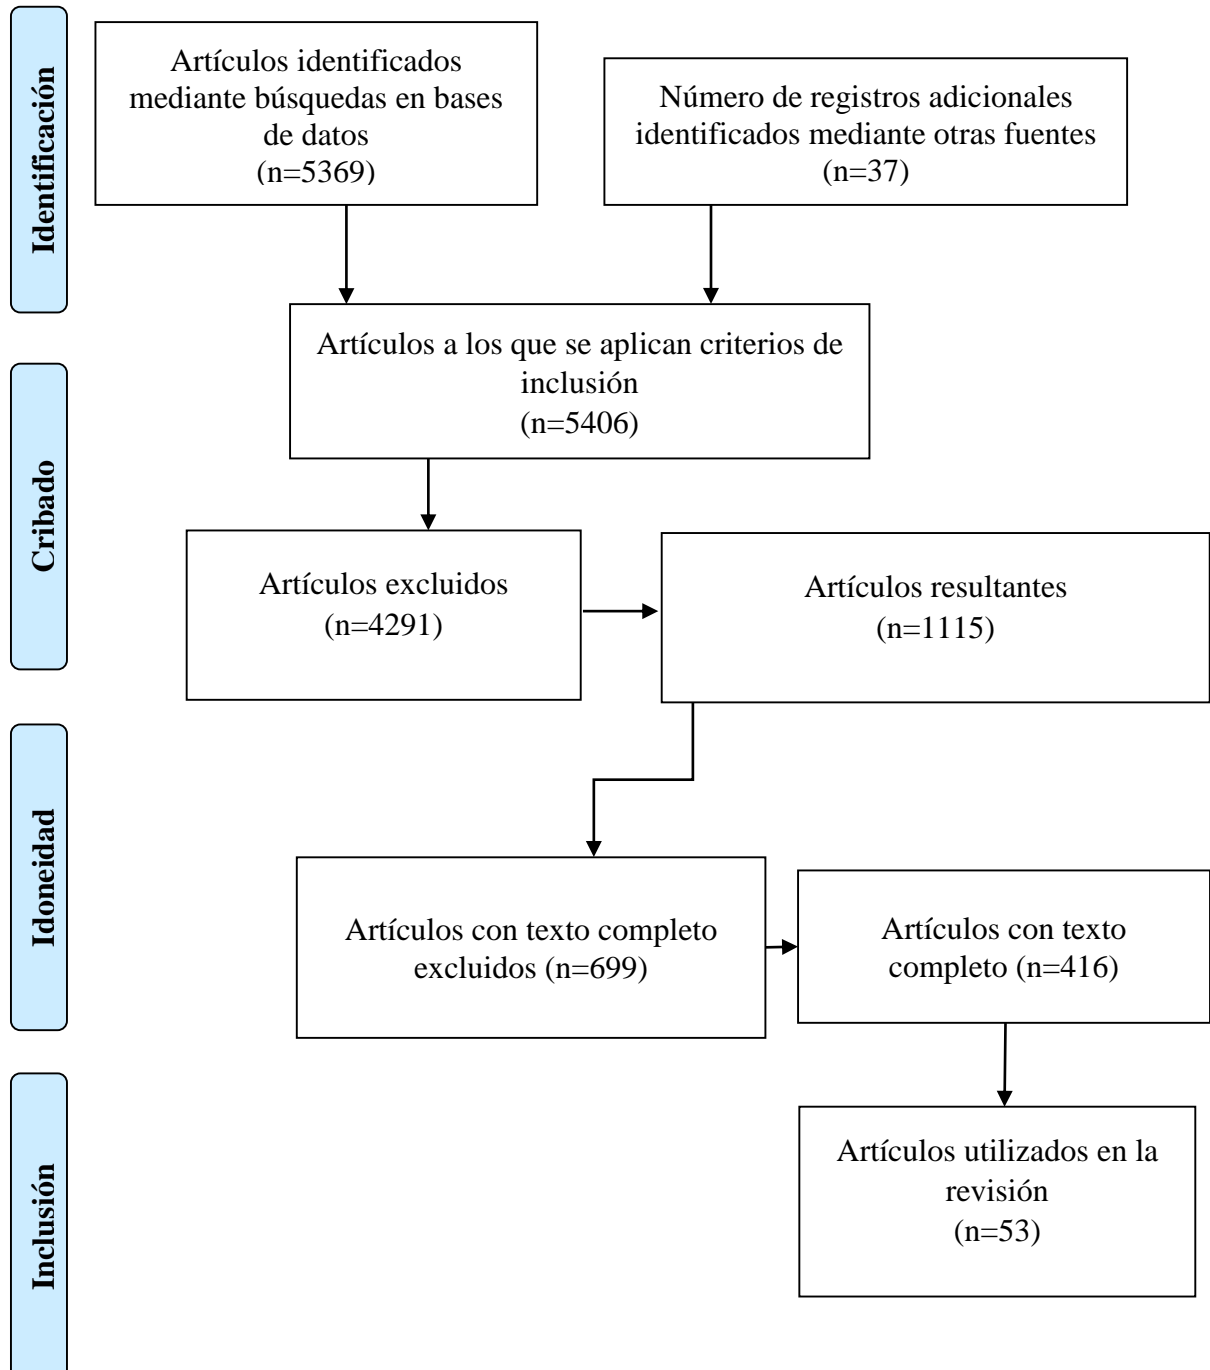 Identificación
Artículos identificados
mediante búsquedas en bases
de datos
(n=5369)
Número de registros adicionales
identificados mediante otras fuentes
(n=37)
Artículos a los que se aplican criterios de
inclusión
(n=5406)
Cribado
Artículos excluidos
(n=4291)
Artículos resultantes
(n=1115)
Idoneidad
Artículos con texto completo
excluidos (n=699)
Artículos con texto
completo (n=416)
Inclusión
Artículos utilizados en la
revisión
(n=53)